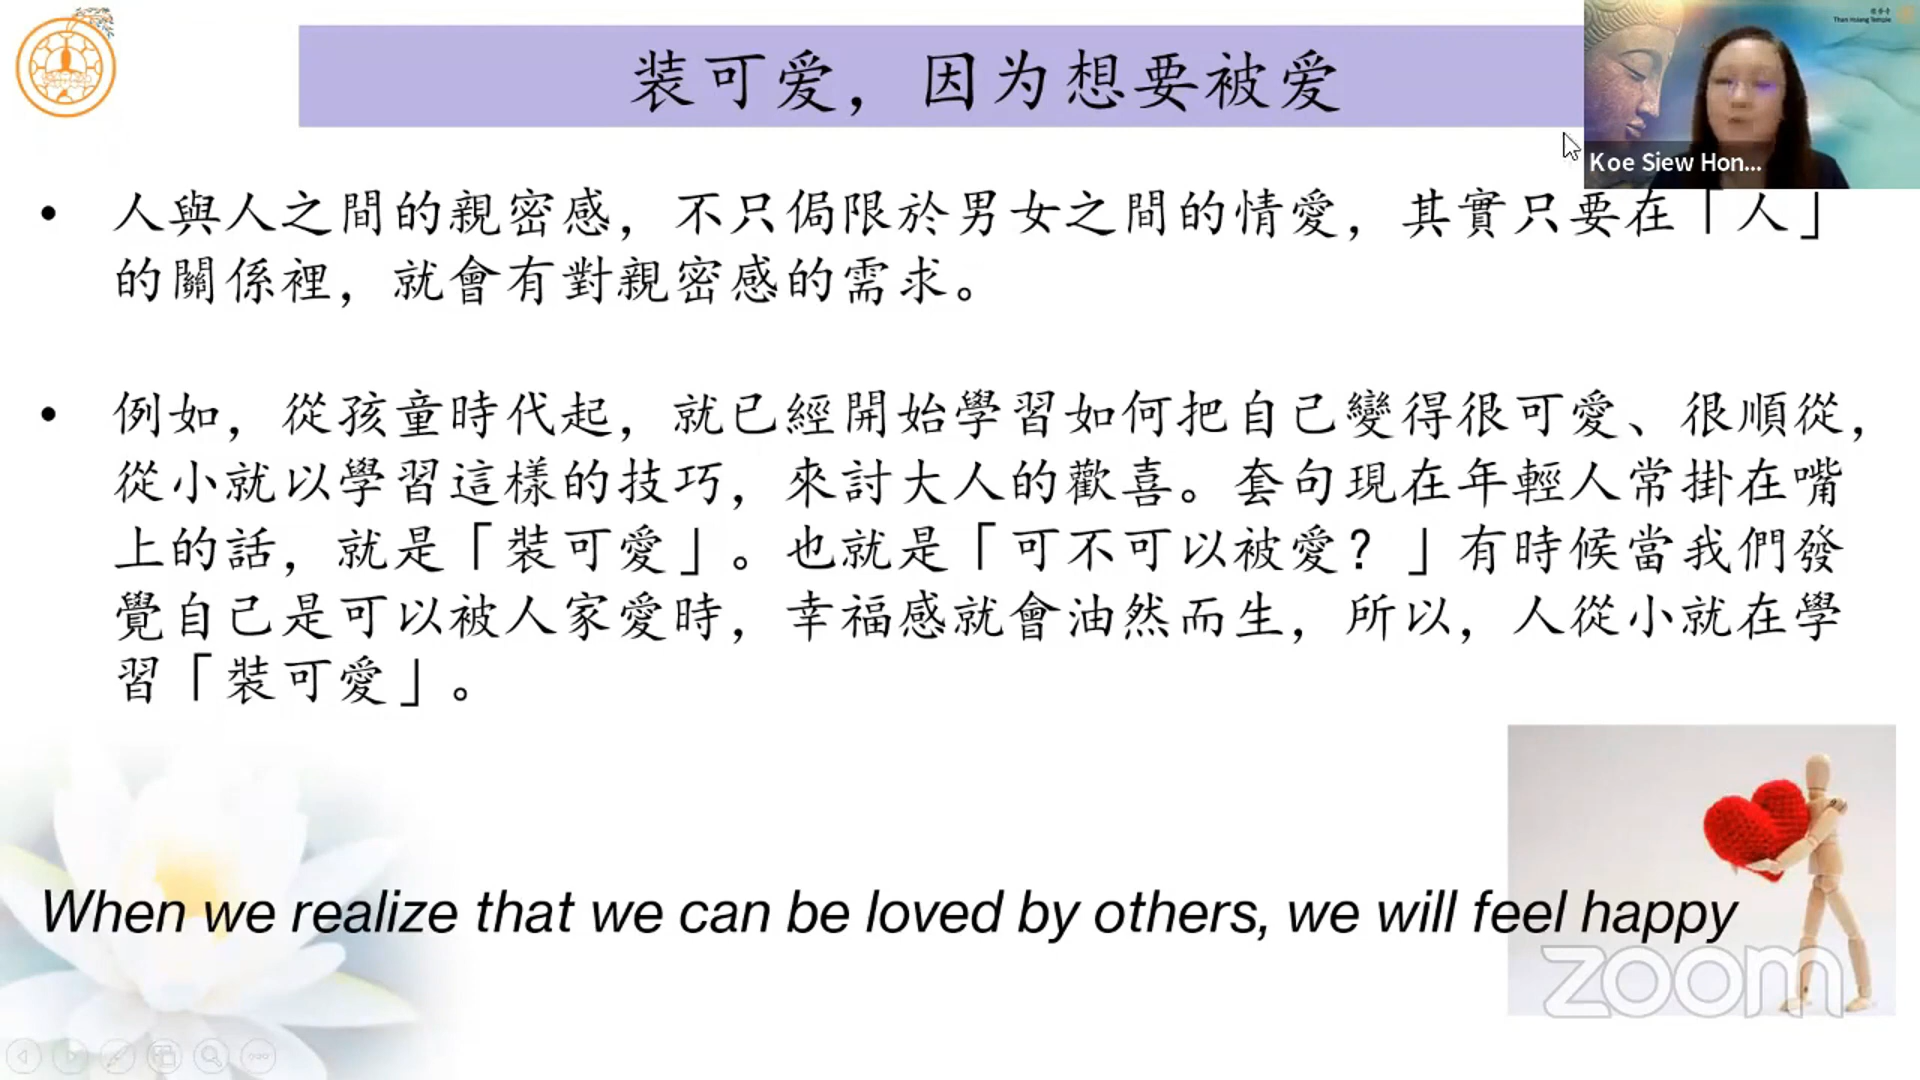 装可爱，因为想要被爱
Than Hsiang Temple
Koe Siew Hon...
• 人與人之間的親密感，不只侷限於男女之間的情愛，其實只要在「人」
的關係裡，就會有對親密感的需求。
• 例如，從孩童時代起，就已經開始學習如何把自己變得很可愛、很順從，
從小就以學習這樣的技巧，來討大人的歡喜。套句現在年輕人常掛在嘴
上的話，就是「裝可愛」。也就是「可不可以被愛？」有時候當我們發
覺自己是可以被人家愛時，幸福感就會油然而生，所以，人從小就在學
習「裝可愛」。
When we realize that we can be loved by others, we will feel happy
zoom